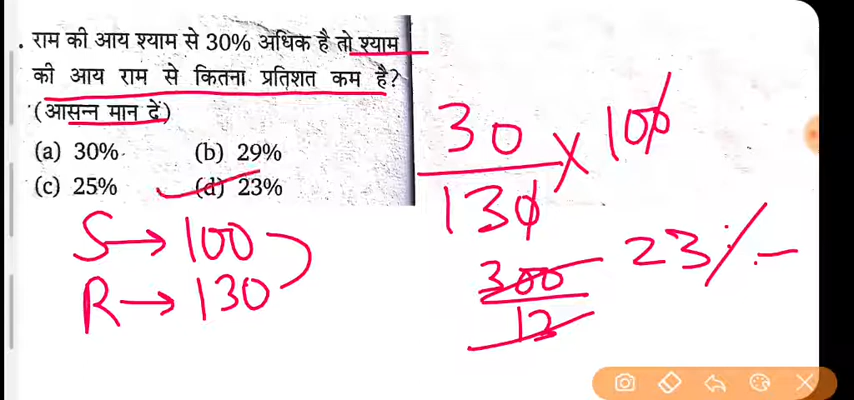 . राम की आय श्याम से 30% अधिक है तो श्याम
की आय राम से कितना प्रतिशत कम है?
(आसन्न मान दें)
(a) 30% (b) 29%
(c) 25% (d) 23%
S → 100
R → 130
30
130
× 100
300
12
23%